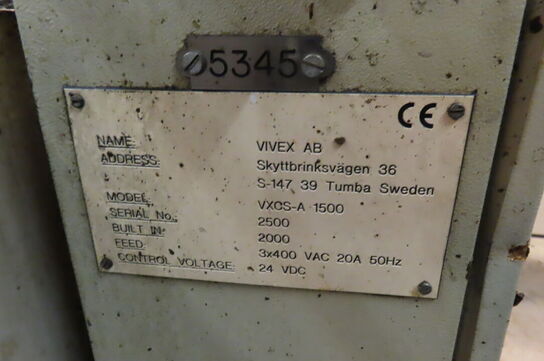 05345
CE
NAME: VIVEX AB
ADDRESS: Skyttbrinksvägen 36
S-147 39 Tumba Sweden
MODEL: VXCS-A 1500
SERIAL No.: 2500
BUILT IN: 2000
FEED: 3x400 VAC 20A 50Hz
CONTROL VOLTAGE: 24 VDC